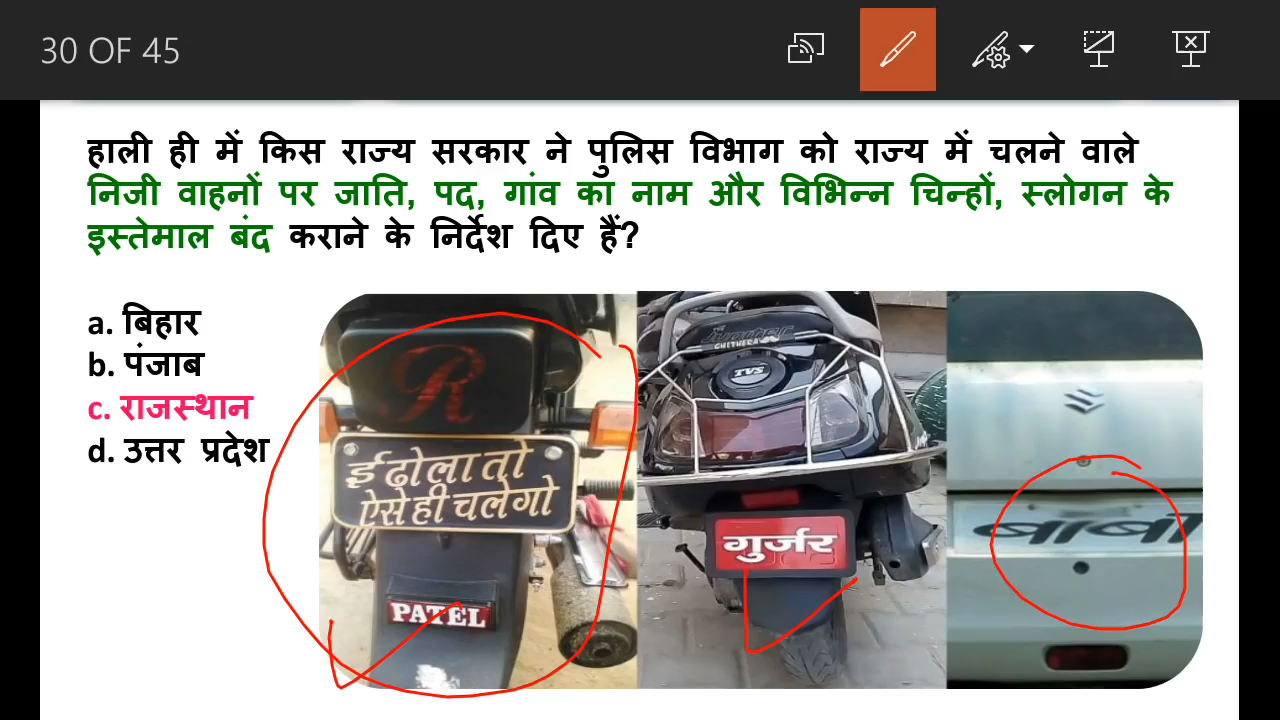 30 OF 45
हाली ही में किस राज्य सरकार ने पुलिस विभाग को राज्य में चलने वाले
निजी वाहनों पर जाति, पद, गांव का नाम और विभिन्न चिन्हों, स्लोगन के
इस्तेमाल बंद कराने के निर्देश दिए हैं?
a. बिहार
b. पंजाब
c. राजस्थान
d. उत्तर प्रदेश
R
ई ढोला तो
ऐसे ही चलेगो
PATEL
Jupiter
TVS
गुर्जर
बाबा